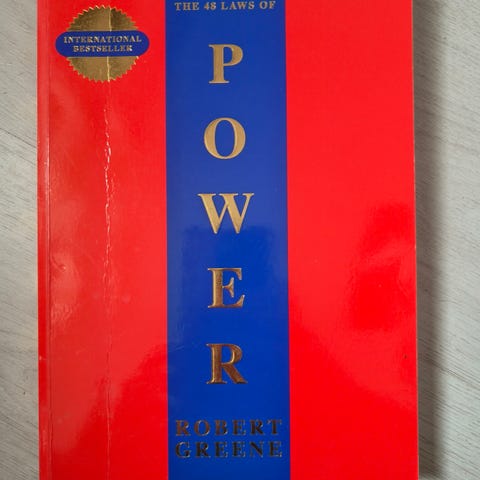 THE 48 LAWS OF
INTERNATIONAL
BESTSELLER
P
O
W
E
R
ROBERT
GREENE